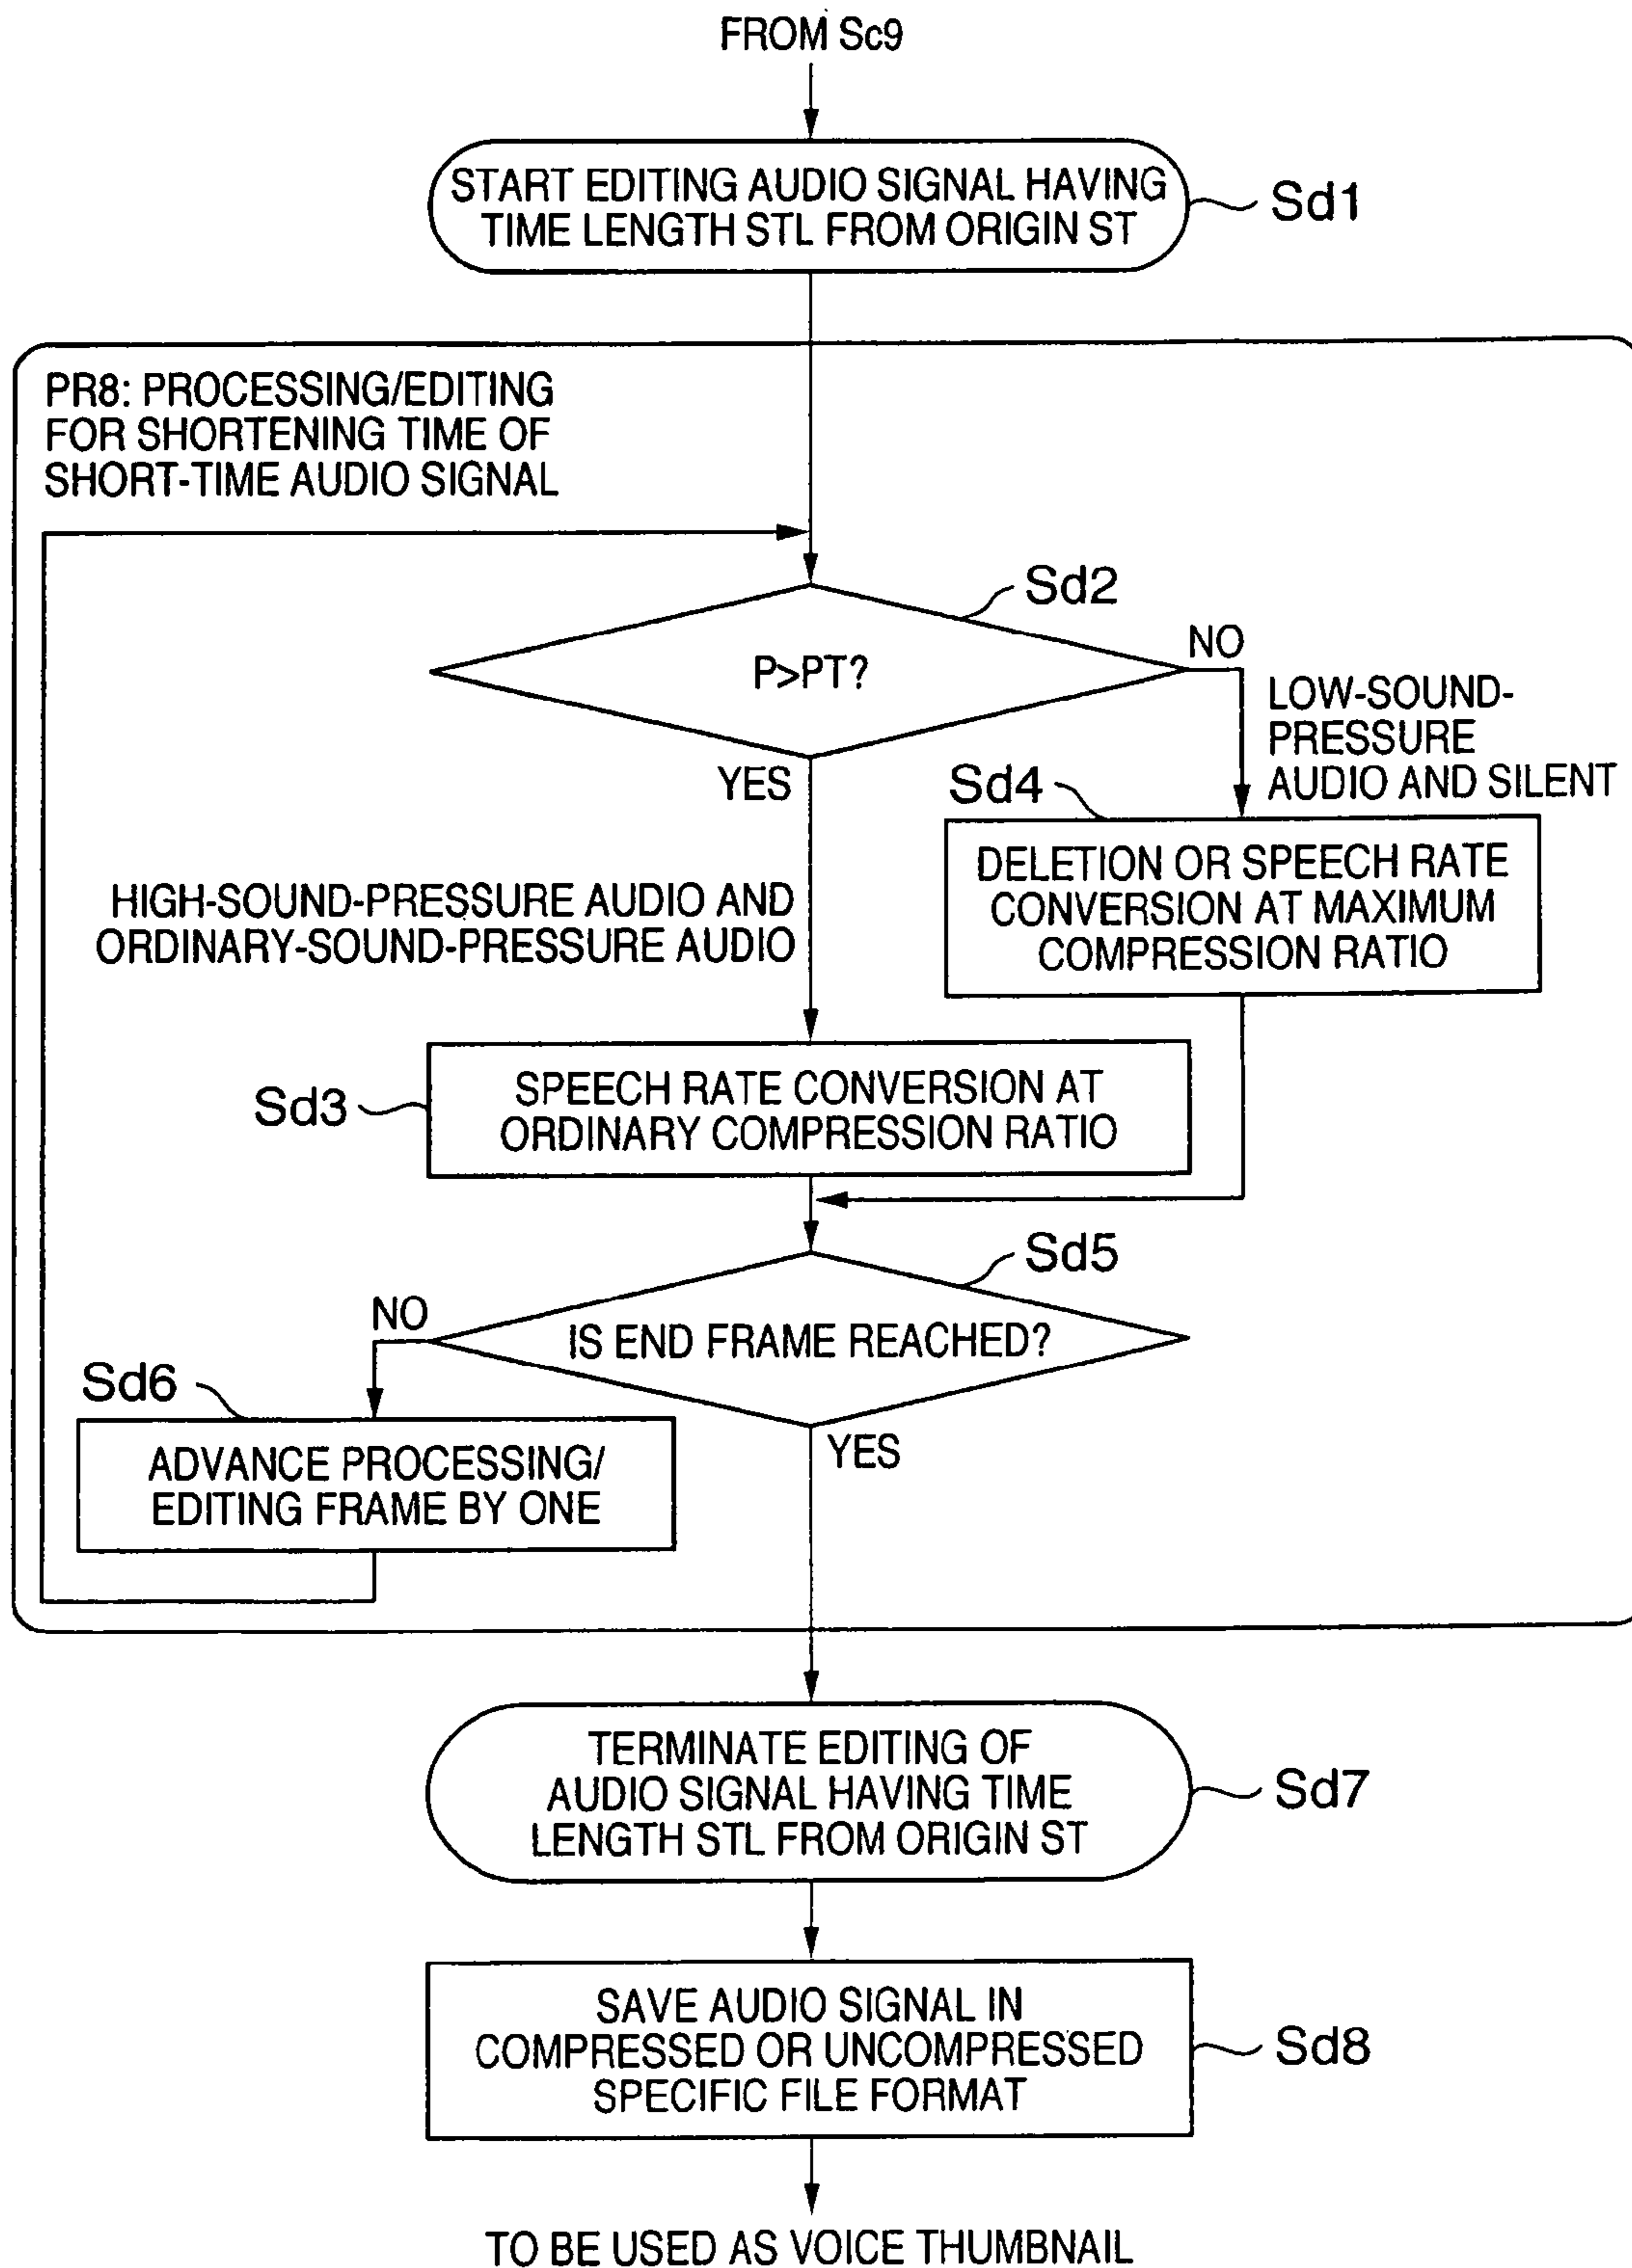 FROM Sc9
START EDITING AUDIO SIGNAL HAVING
TIME LENGTH STL FROM ORIGIN ST
Sd1
PR8: PROCESSING/EDITING
FOR SHORTENING TIME OF
SHORT-TIME AUDIO SIGNAL
Sd2
P>PT?
NO
LOW-SOUND-
PRESSURE
AUDIO AND SILENT
YES
Sd4
DELETION OR SPEECH RATE
CONVERSION AT MAXIMUM
COMPRESSION RATIO
HIGH-SOUND-PRESSURE AUDIO AND
ORDINARY-SOUND-PRESSURE AUDIO
Sd3
SPEECH RATE CONVERSION AT
ORDINARY COMPRESSION RATIO
Sd5
NO
IS END FRAME REACHED?
Sd6
YES
ADVANCE PROCESSING/
EDITING FRAME BY ONE
TERMINATE EDITING OF
AUDIO SIGNAL HAVING TIME
LENGTH STL FROM ORIGIN ST
Sd7
SAVE AUDIO SIGNAL IN
COMPRESSED OR UNCOMPRESSED
SPECIFIC FILE FORMAT
Sd8
TO BE USED AS VOICE THUMBNAIL